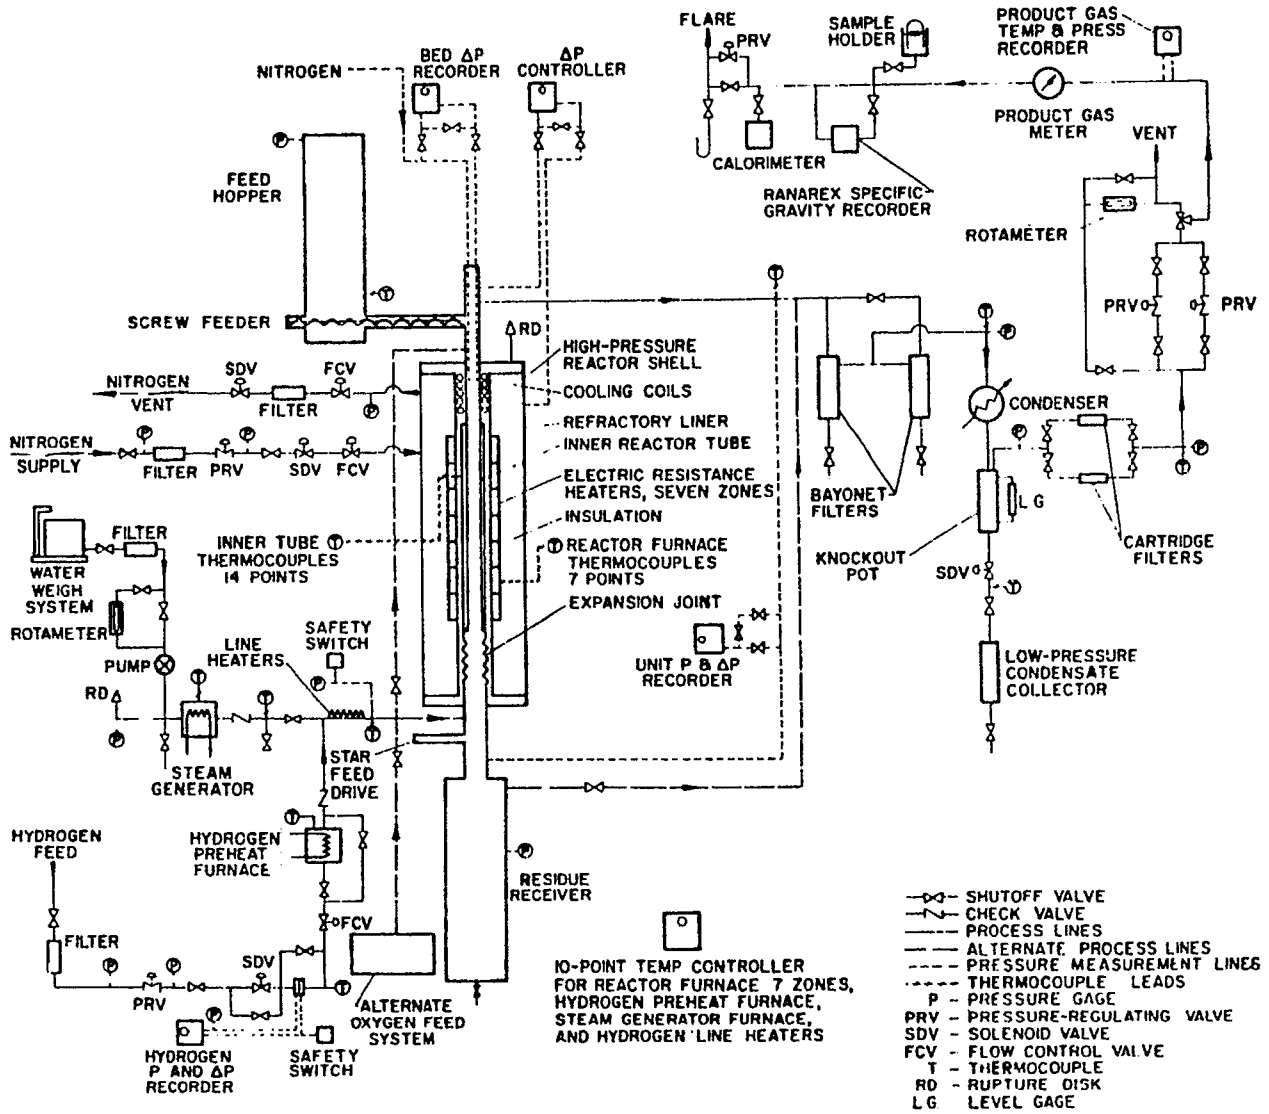 FLARE
PRV
SAMPLE
HOLDER
PRODUCT GAS
TEMP & PRESS
RECORDER
NITROGEN
BED ΔP
RECORDER
ΔP
CONTROLLER
PRODUCT GAS
METER
VENT
CALORIMETER
RANAREX SPECIFIC-
GRAVITY RECORDER
P
FEED
HOPPER
ROTAMETER
T
T
SCREW FEEDER
RD
PRV
PRV
T
P
HIGH-PRESSURE
REACTOR SHELL
SDV
FCV
NITROGEN
VENT
FILTER
P
COOLING COILS
CONDENSER
REFRACTORY LINER
NITROGEN
SUPPLY
P
FILTER
PRV
P
SDV
FCV
INNER REACTOR TUBE
P
P
T
ELECTRIC RESISTANCE
HEATERS, SEVEN ZONES
BAYONET
FILTERS
L G
INSULATION
FILTER
INNER TUBE
THERMOCOUPLES
14 POINTS
T
T
REACTOR FURNACE
THERMOCOUPLES
7 POINTS
KNOCKOUT
POT
CARTRIDGE
FILTERS
WATER
WEIGH
SYSTEM
SDV
T
ROTAMETER
EXPANSION JOINT
SAFETY
SWITCH
LINE
HEATERS
PUMP
UNIT P & ΔP
RECORDER
LOW-PRESSURE
CONDENSATE
COLLECTOR
RD
T
P
T
P
T
STEAM
GENERATOR
STAR
FEED
DRIVE
HYDROGEN
FEED
T
HYDROGEN
PREHEAT
FURNACE
P
RESIDUE
RECEIVER
FCV
FILTER
P
PRV
P
SDV
T
ALTERNATE
OXYGEN FEED
SYSTEM
P
HYDROGEN
P AND ΔP
RECORDER
SAFETY
SWITCH
10-POINT TEMP CONTROLLER
FOR REACTOR FURNACE 7 ZONES,
HYDROGEN PREHEAT FURNACE,
STEAM GENERATOR FURNACE,
AND HYDROGEN LINE HEATERS
SHUTOFF VALVE
CHECK VALVE
PROCESS LINES
ALTERNATE PROCESS LINES
PRESSURE MEASUREMENT LINES
THERMOCOUPLE LEADS
P - PRESSURE GAGE
PRV - PRESSURE-REGULATING VALVE
SDV - SOLENOID VALVE
FCV - FLOW CONTROL VALVE
T - THERMOCOUPLE
RD - RUPTURE DISK
LG LEVEL GAGE